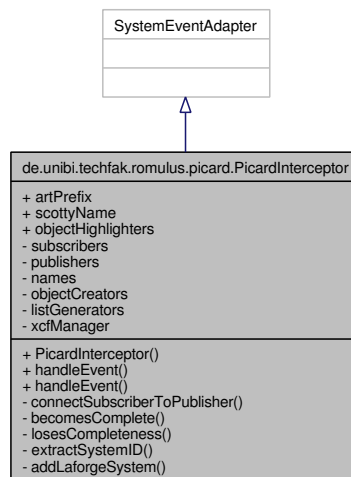 SystemEventAdapter
de.unibi.techfak.romulus.picard.PicardInterceptor
+ artPrefix
+ scottyName
+ objectHighlighters
- subscribers
- publishers
- names
- objectCreators
- listGenerators
- xcfManager
+ PicardInterceptor()
+ handleEvent()
+ handleEvent()
- connectSubscriberToPublisher()
- becomesComplete()
- losesCompleteness()
- extractSystemID()
- addLaforgeSystem()